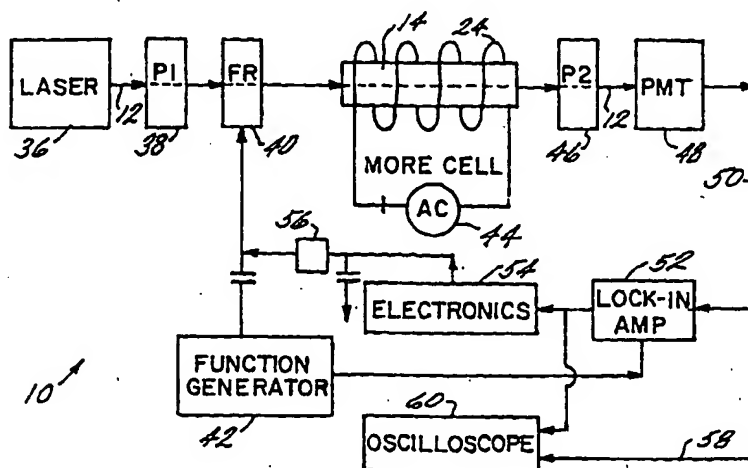 14
24
LASER
P1
FR
P2
PMT
12
12
36
38
40
46
48
MORE CELL
50
AC
44
56
54
52
ELECTRONICS
LOCK-IN
AMP
FUNCTION
GENERATOR
10
42
60
OSCILLOSCOPE
58